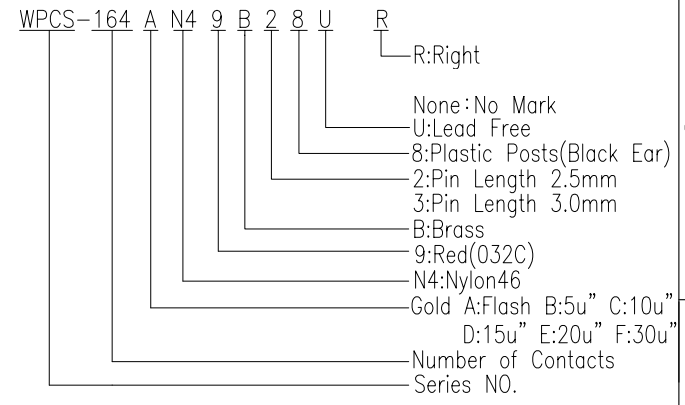 WPCS-164 A N4 9 B 2 8 U R
R:Right
None:No Mark
U:Lead Free
8:Plastic Posts(Black Ear)
2:Pin Length 2.5mm
3:Pin Length 3.0mm
B:Brass
9:Red(032C)
N4:Nylon46
Gold A:Flash B:5u" C:10u"
D:15u" E:20u" F:30u"
Number of Contacts
Series NO.